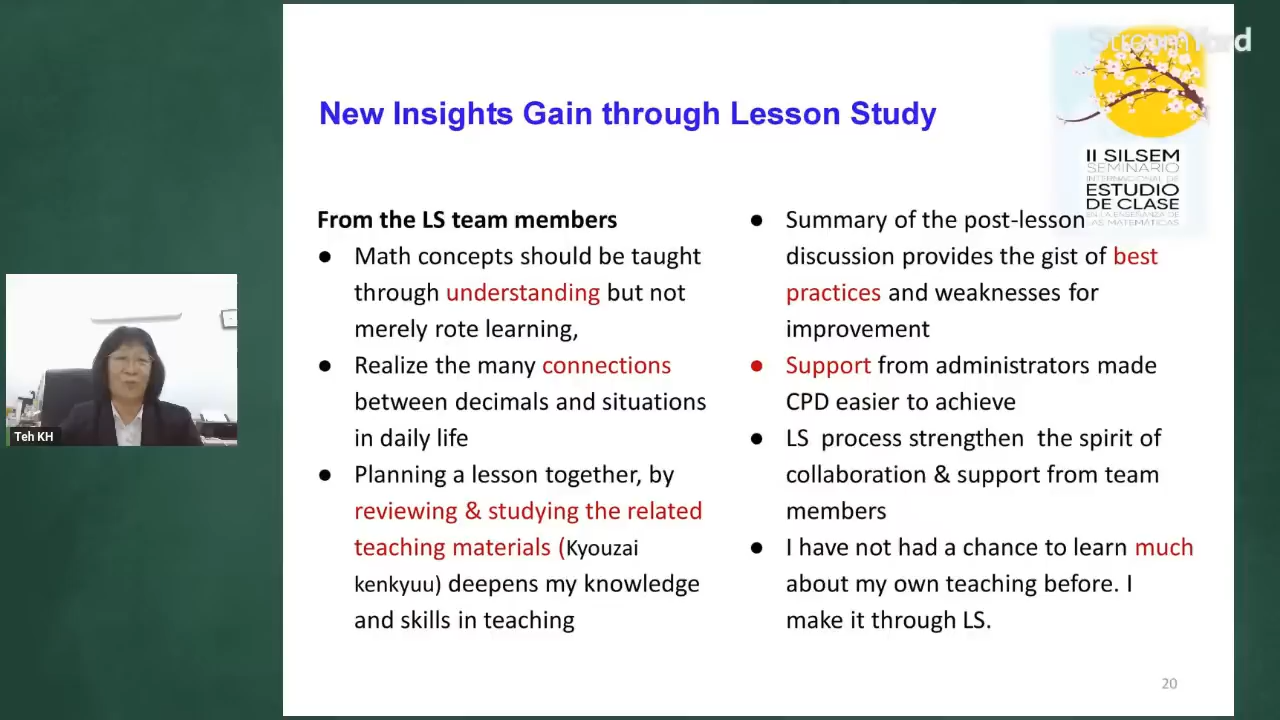 StreamYard
New Insights Gain through Lesson Study
II SILSEM
SEMINARIO
INTERNACIONAL DE
ESTUDIO
DE CLASE
EN LA ENSEÑANZA DE
LAS MATEMÁTICAS
From the LS team members
● Math concepts should be taught
through understanding but not
merely rote learning,
● Realize the many connections
between decimals and situations
in daily life
● Planning a lesson together, by
reviewing & studying the related
teaching materials (Kyouzai
kenkyuu) deepens my knowledge
and skills in teaching
● Summary of the post-lesson
discussion provides the gist of best
practices and weaknesses for
improvement
● Support from administrators made
CPD easier to achieve
● LS process strengthen the spirit of
collaboration & support from team
members
● I have not had a chance to learn much
about my own teaching before. I
make it through LS.
Teh KH
20